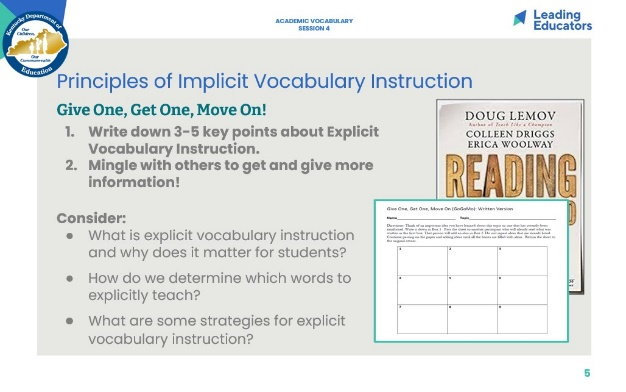 ACADEMIC VOCABULARY
SESSION 4
Leading
Educators
Kentucky Department of
Our Children,
Our Commonwealth
Education
Principles of Implicit Vocabulary Instruction
Give One, Get One, Move On!
1. Write down 3-5 key points about Explicit
Vocabulary Instruction.
2. Mingle with others to get and give more
information!
Consider:
● What is explicit vocabulary instruction
and why does it matter for students?
● How do we determine which words to
explicitly teach?
● What are some strategies for explicit
vocabulary instruction?
DOUG LEMOV
Author of Teach Like a Champion
COLLEEN DRIGGS
ERICA WOOLWAY
READING
Give One, Get One, Move On (GoGoMo): Written Version
Name Topic
1 2 3
4 5 6
7 8 9
5